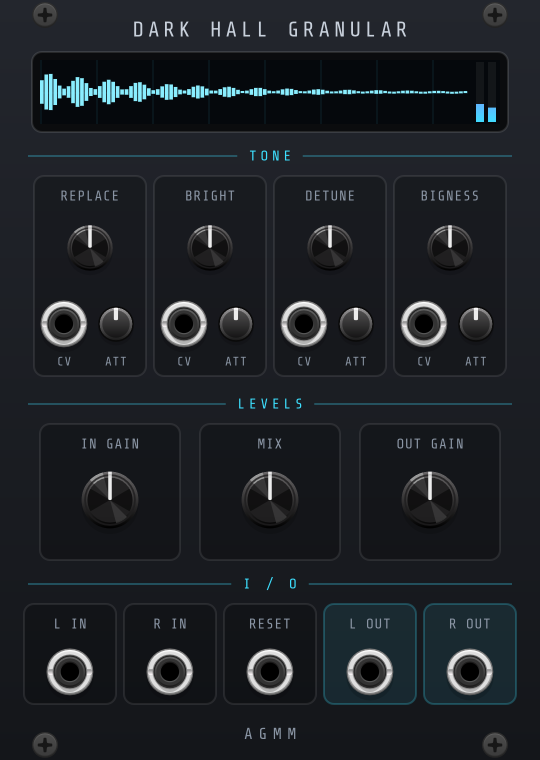 DARK HALL GRANULAR
TONE
REPLACE BRIGHT DETUNE BIGNESS
CV ATT CV ATT CV ATT CV ATT
LEVELS
IN GAIN MIX OUT GAIN
I / O
L IN R IN RESET L OUT R OUT
AGMM